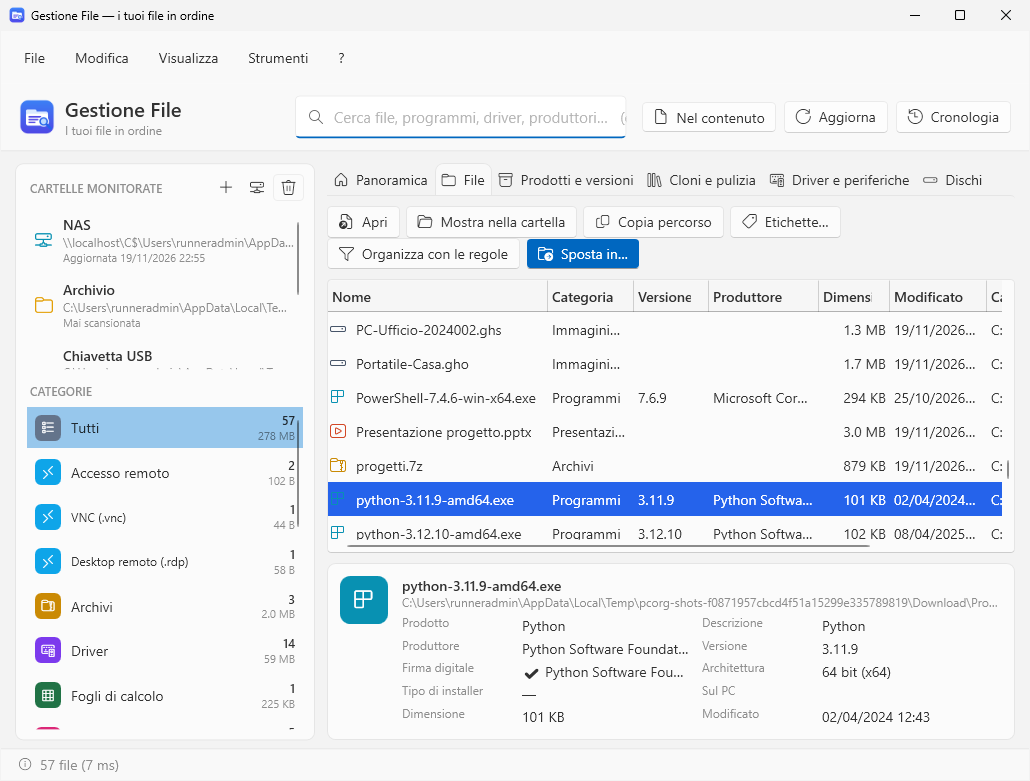 Gestione File — i tuoi file in ordine
File Modifica Visualizza Strumenti ?
Gestione File
I tuoi file in ordine
Cerca file, programmi, driver, produttori...
Nel contenuto
Aggiorna
Cronologia
CARTELLE MONITORATE
NAS
\\localhost\C$\Users\runneradmin\AppDa...
Aggiornata 19/11/2026 22:55
Archivio
C:\Users\runneradmin\AppData\Local\Te...
Mai scansionata
Chiavetta USB
CATEGORIE
Tutti 57
278 MB
Accesso remoto 2
102 B
VNC (.vnc) 1
44 B
Desktop remoto (.rdp) 1
58 B
Archivi 3
2.0 MB
Driver 14
59 MB
Fogli di calcolo 1
225 KB
Panoramica File Prodotti e versioni Cloni e pulizia Driver e periferiche Dischi
Apri Mostra nella cartella Copia percorso Etichette...
Organizza con le regole Sposta in...
Nome Categoria Versione Produttore Dimensi Modificato
PC-Ufficio-2024002.ghs Immagini... 1.3 MB 19/11/2026... C:
Portatile-Casa.gho Immagini... 1.7 MB 19/11/2026... C:
PowerShell-7.4.6-win-x64.exe Programmi 7.6.9 Microsoft Cor... 294 KB 25/10/2026... C:
Presentazione progetto.pptx Presentazi... 3.0 MB 19/11/2026... C:
progetti.7z Archivi 879 KB 19/11/2026... C:
python-3.11.9-amd64.exe Programmi 3.11.9 Python Softwa... 101 KB 02/04/2024... C:
python-3.12.10-amd64.exe Programmi 3.12.10 Python Softwa... 102 KB 08/04/2025... C:
python-3.11.9-amd64.exe
C:\Users\runneradmin\AppData\Local\Temp\pcorg-shots-f0871957cbcd4f51a15299e335789819\Download\Pro...
Prodotto Python Descrizione Python
Produttore Python Software Foundat... Versione 3.11.9
Firma digitale ✔ Python Software Fou... Architettura 64 bit (x64)
Tipo di installer — Sul PC
Dimensione 101 KB Modificato 02/04/2024 12:43
57 file (7 ms)